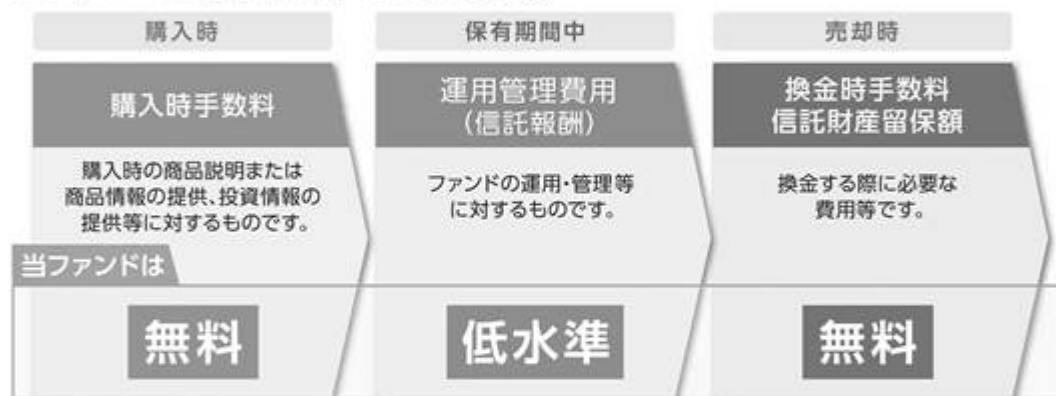 購入時
保有期間中
売却時
購入時手数料
運用管理費用
(信託報酬)
換金時手数料
信託財産留保額
購入時の商品説明または
商品情報の提供、投資情報の
提供等に対するものです。
ファンドの運用・管理等
に対するものです。
換金する際に必要な
費用等です。
当ファンドは
無料
低水準
無料